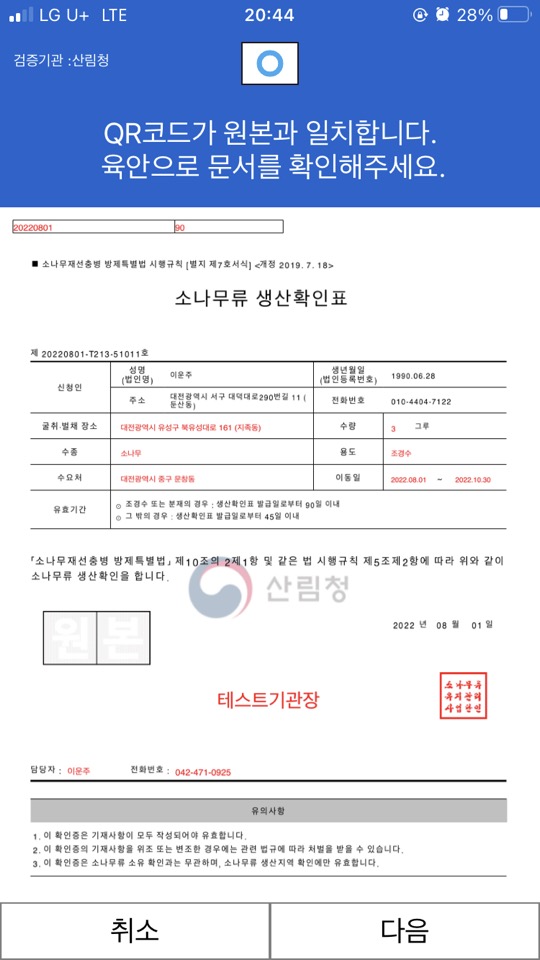 LG U+ LTE 20:44 28%
검증기관 :산림청
QR코드가 원본과 일치합니다.
육안으로 문서를 확인해주세요.
20220801 90
■ 소나무재선충병 방제특별법 시행규칙 [별지 제7호서식] <개정 2019. 7. 18>
소나무류 생산확인표
제 20220801-T213-51011호
신청인
성명
(법인명)
이운주
생년월일
(법인등록번호)
1990.06.28
주소
대전광역시 서구 대덕대로290번길 11 (
둔산동)
전화번호
010-4404-7122
굴취·벌채 장소
대전광역시 유성구 북유성대로 161 (지족동)
수량
3 그루
수종
소나무
용도
조경수
수요처
대전광역시 중구 문창동
이동일
2022.08.01 ~ 2022.10.30
유효기간
⊙ 조경수 또는 분재의 경우 : 생산확인표 발급일로부터 90일 이내
⊙ 그 밖의 경우 : 생산확인표 발급일로부터 45일 이내
「소나무재선충병 방제특별법」 제10조의 2제1항 및 같은 법 시행규칙 제5조제2항에 따라 위와 같이
소나무류 생산확인을 합니다.
산림청
2022 년 08 월 01 일
원본
테스트기관장
담당자 : 이운주 전화번호 : 042-471-0925
유의사항
1. 이 확인증은 기재사항이 모두 작성되어야 유효합니다.
2. 이 확인증의 기재사항을 위조 또는 변조한 경우에는 관련 법규에 따라 처벌을 받을 수 있습니다.
3. 이 확인증은 소나무류 소유 확인과는 무관하며, 소나무류 생산지역 확인에만 유효합니다.
취소 다음